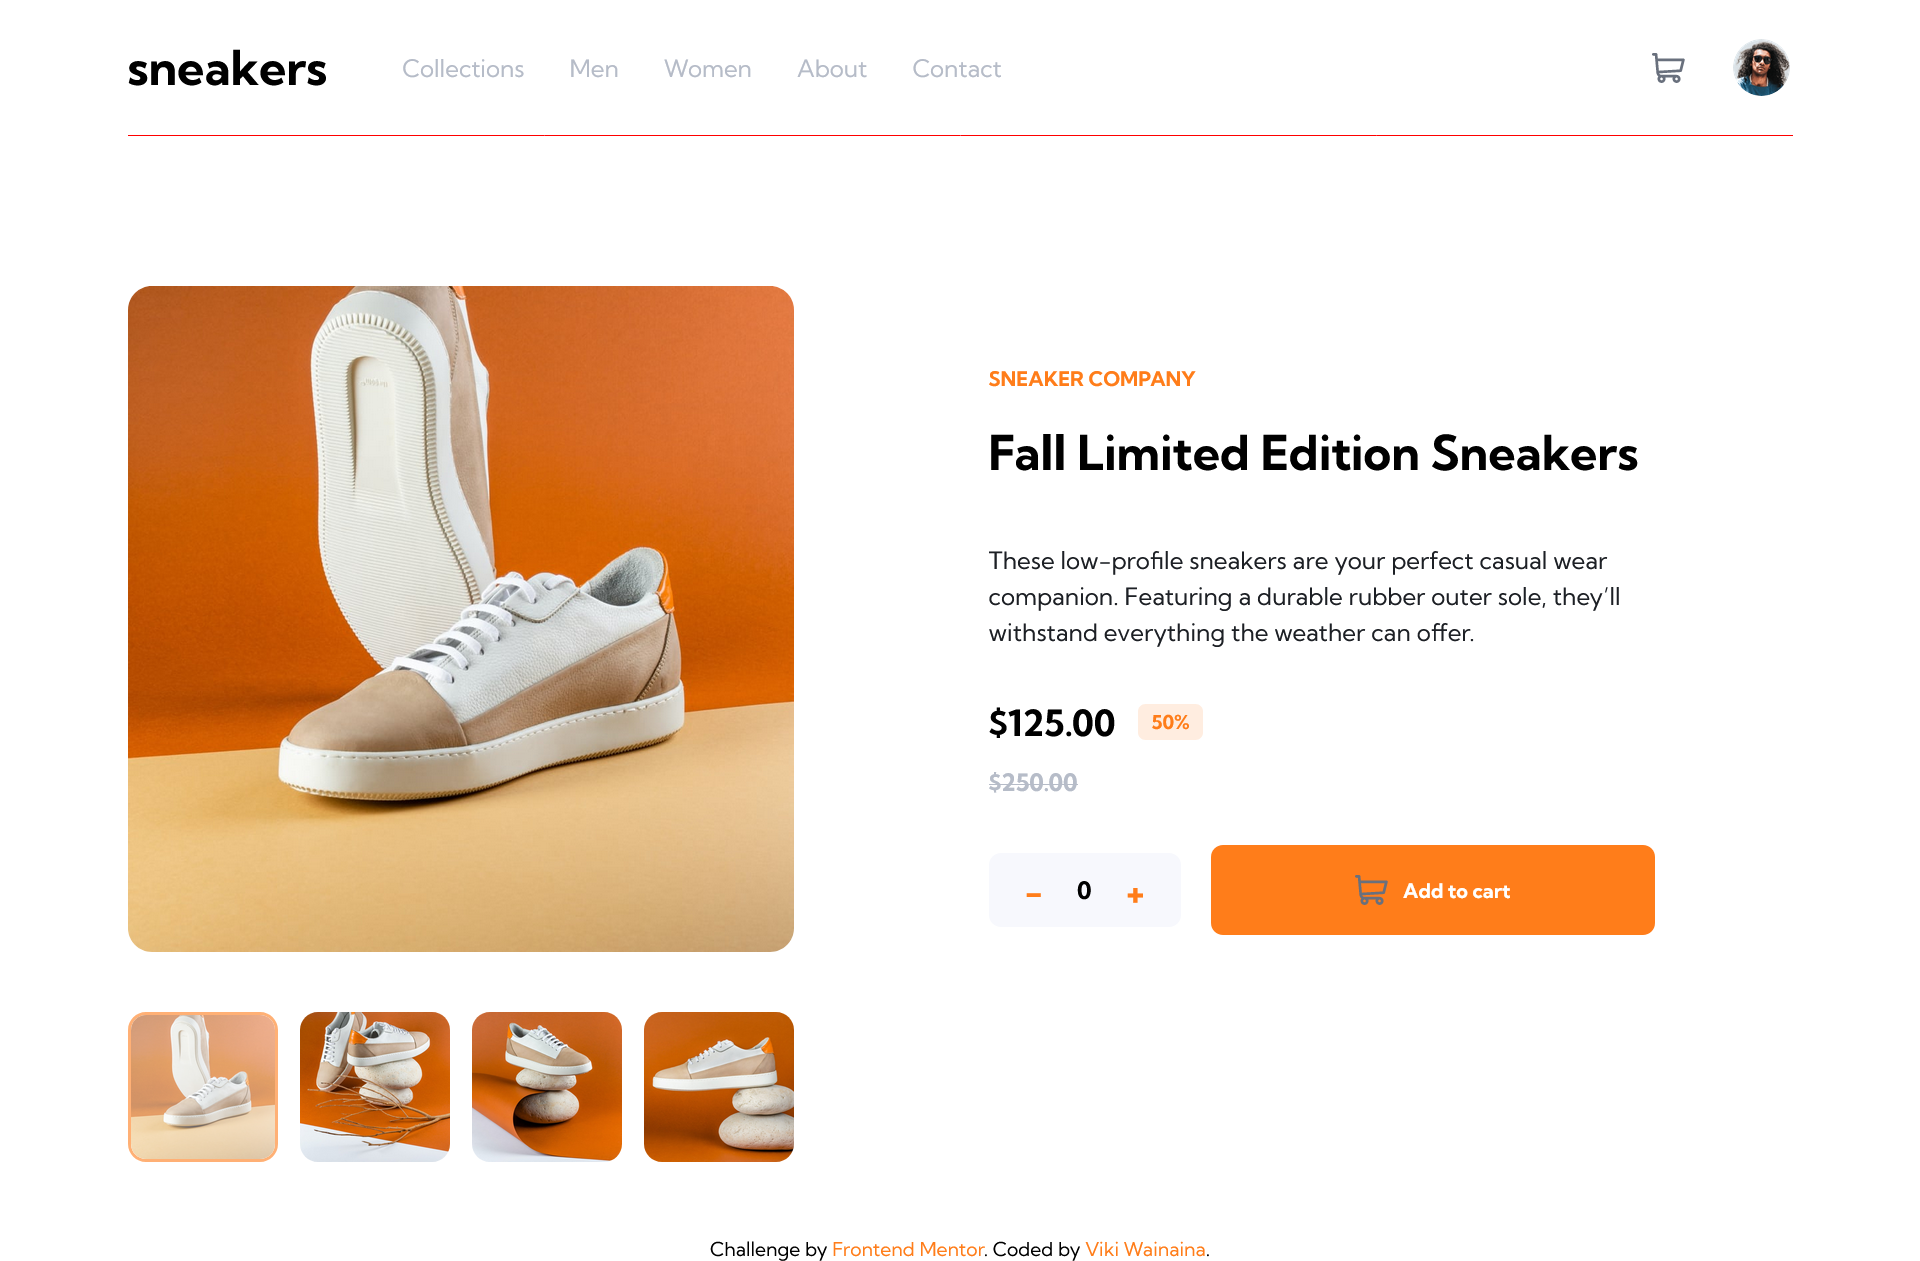 sneakers
Collections Men Women About Contact
SNEAKER COMPANY
Fall Limited Edition Sneakers
These low-profile sneakers are your perfect casual wear
companion. Featuring a durable rubber outer sole, they’ll
withstand everything the weather can offer.
$125.00 50%
$250.00
– 0 + Add to cart
Challenge by Frontend Mentor. Coded by Viki Wainaina.